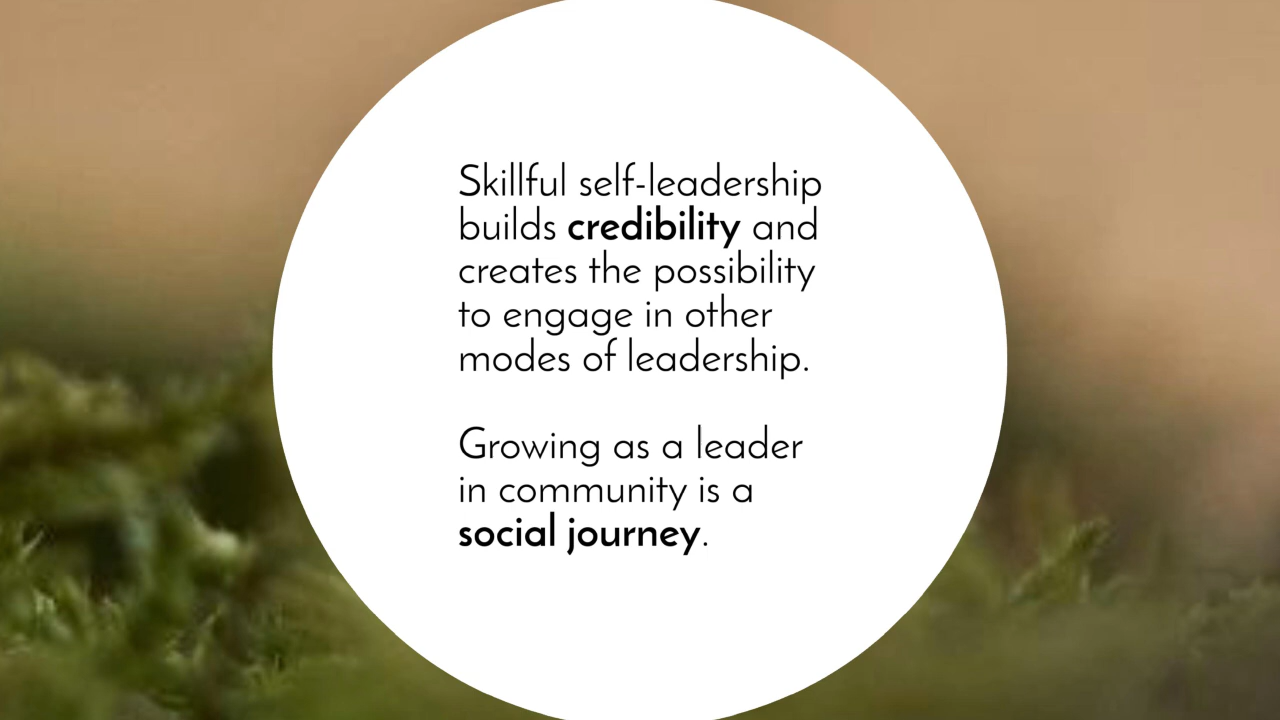 Skillful self-leadership
builds credibility and
creates the possibility
to engage in other
modes of leadership.
Growing as a leader
in community is a
social journey.